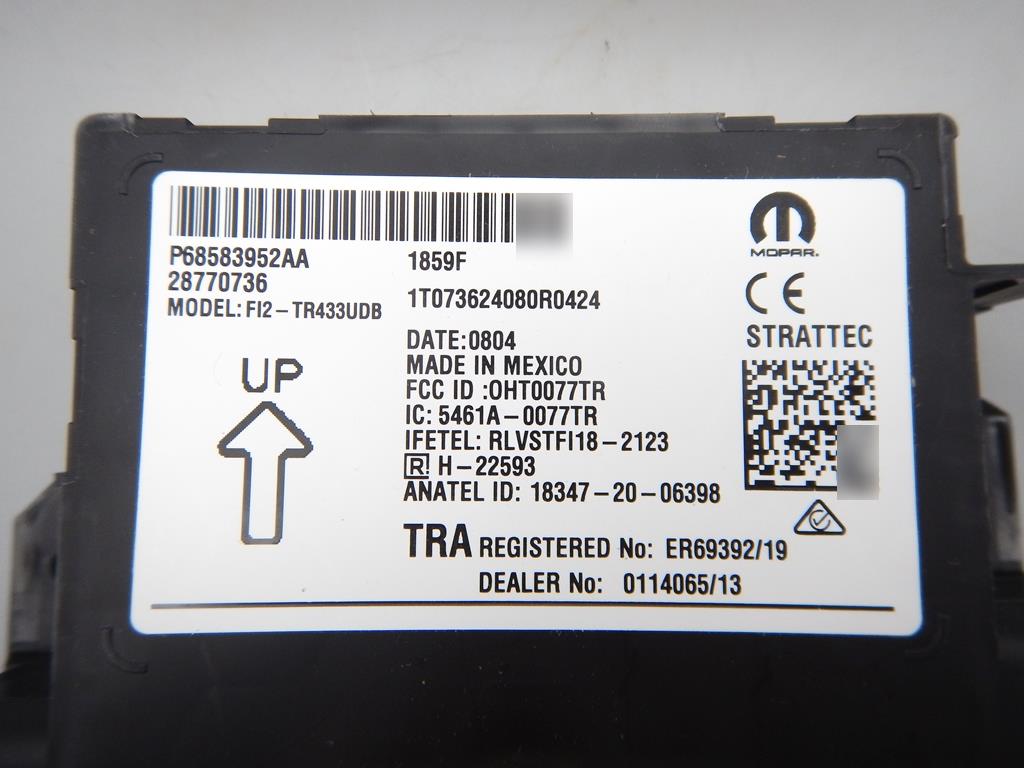 P68583952AA
28770736
MODEL: FI2-TR433UDB
UP
1859F
1T073624080R0424
DATE:0804
MADE IN MEXICO
FCC ID :OHT0077TR
IC: 5461A-0077TR
IFETEL: RLVSTFI18-2123
R! H-22593
ANATEL ID: 18347-20-06398
TRA REGISTERED No: ER69392/19
DEALER No: 0114065/13
MOPAR.
CE
STRATTEC